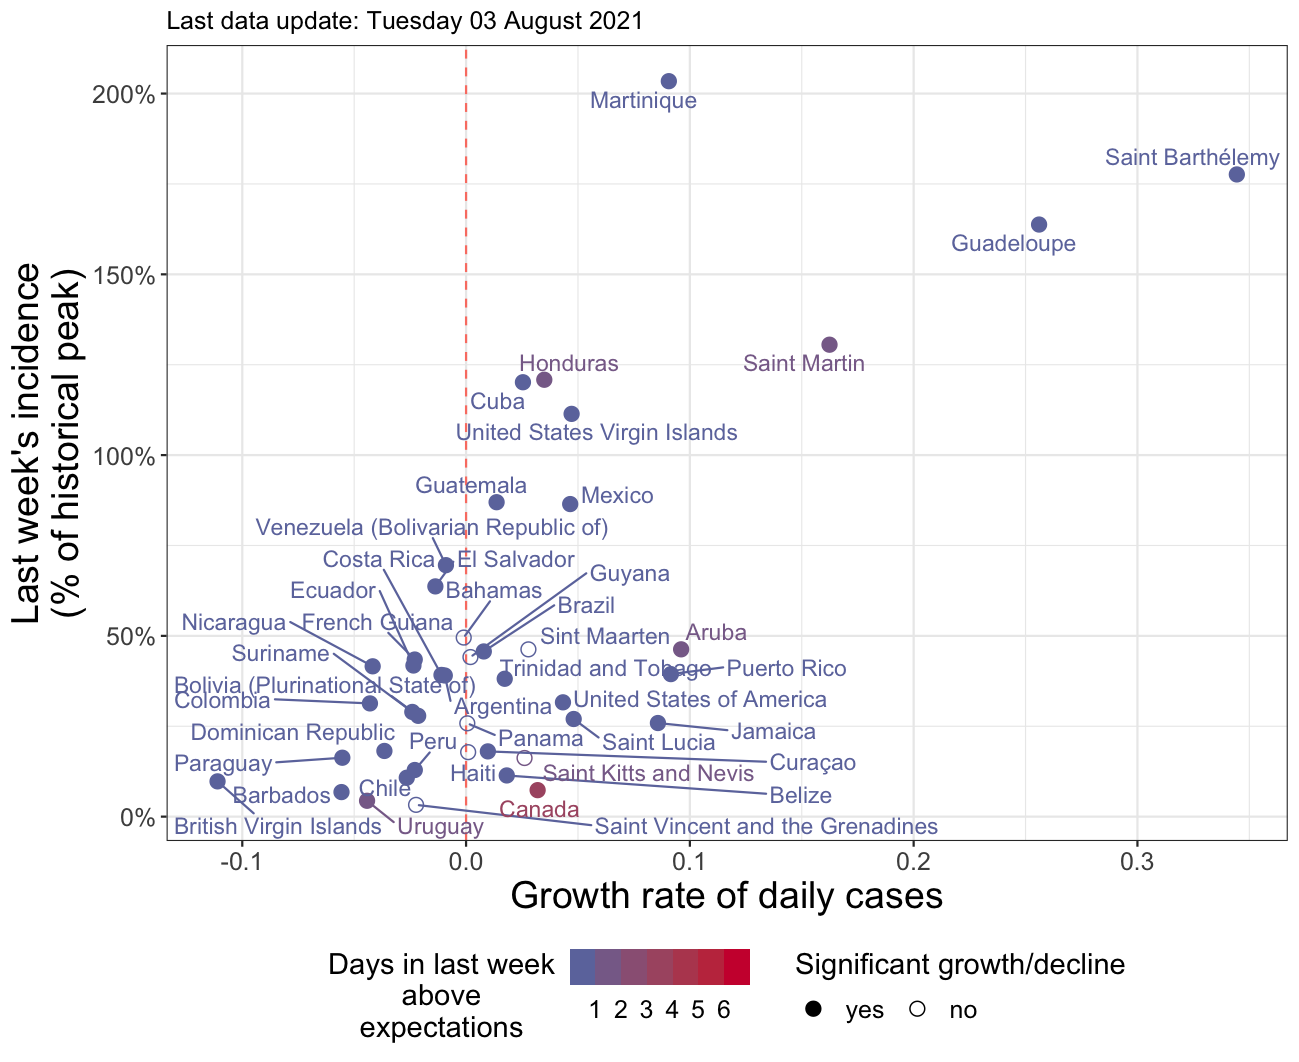 Last data update: Tuesday 03 August 2021
200%
Martinique
Saint Barthélemy
Guadeloupe
150%
Honduras
Saint Martin
Cuba
United States Virgin Islands
100%
Guatemala
Mexico
Venezuela (Bolivarian Republic of)
Costa Rica
El Salvador
Guyana
Ecuador
Bahamas
Brazil
Nicaragua
French Guiana
50%
Sint Maarten
Aruba
Suriname
Trinidad and Tobago
Puerto Rico
Bolivia (Plurinational State of)
Colombia
Argentina
United States of America
Dominican Republic
Peru
Panama
Saint Lucia
Jamaica
Paraguay
Haiti
Saint Kitts and Nevis
Curaçao
Barbados
Chile
Canada
Belize
0%
British Virgin Islands
Uruguay
Saint Vincent and the Grenadines
Last week's incidence
(% of historical peak)
-0.1
0.0
0.1
0.2
0.3
Growth rate of daily cases
Days in last week
above
expectations
1 2 3 4 5 6
Significant growth/decline
yes
no